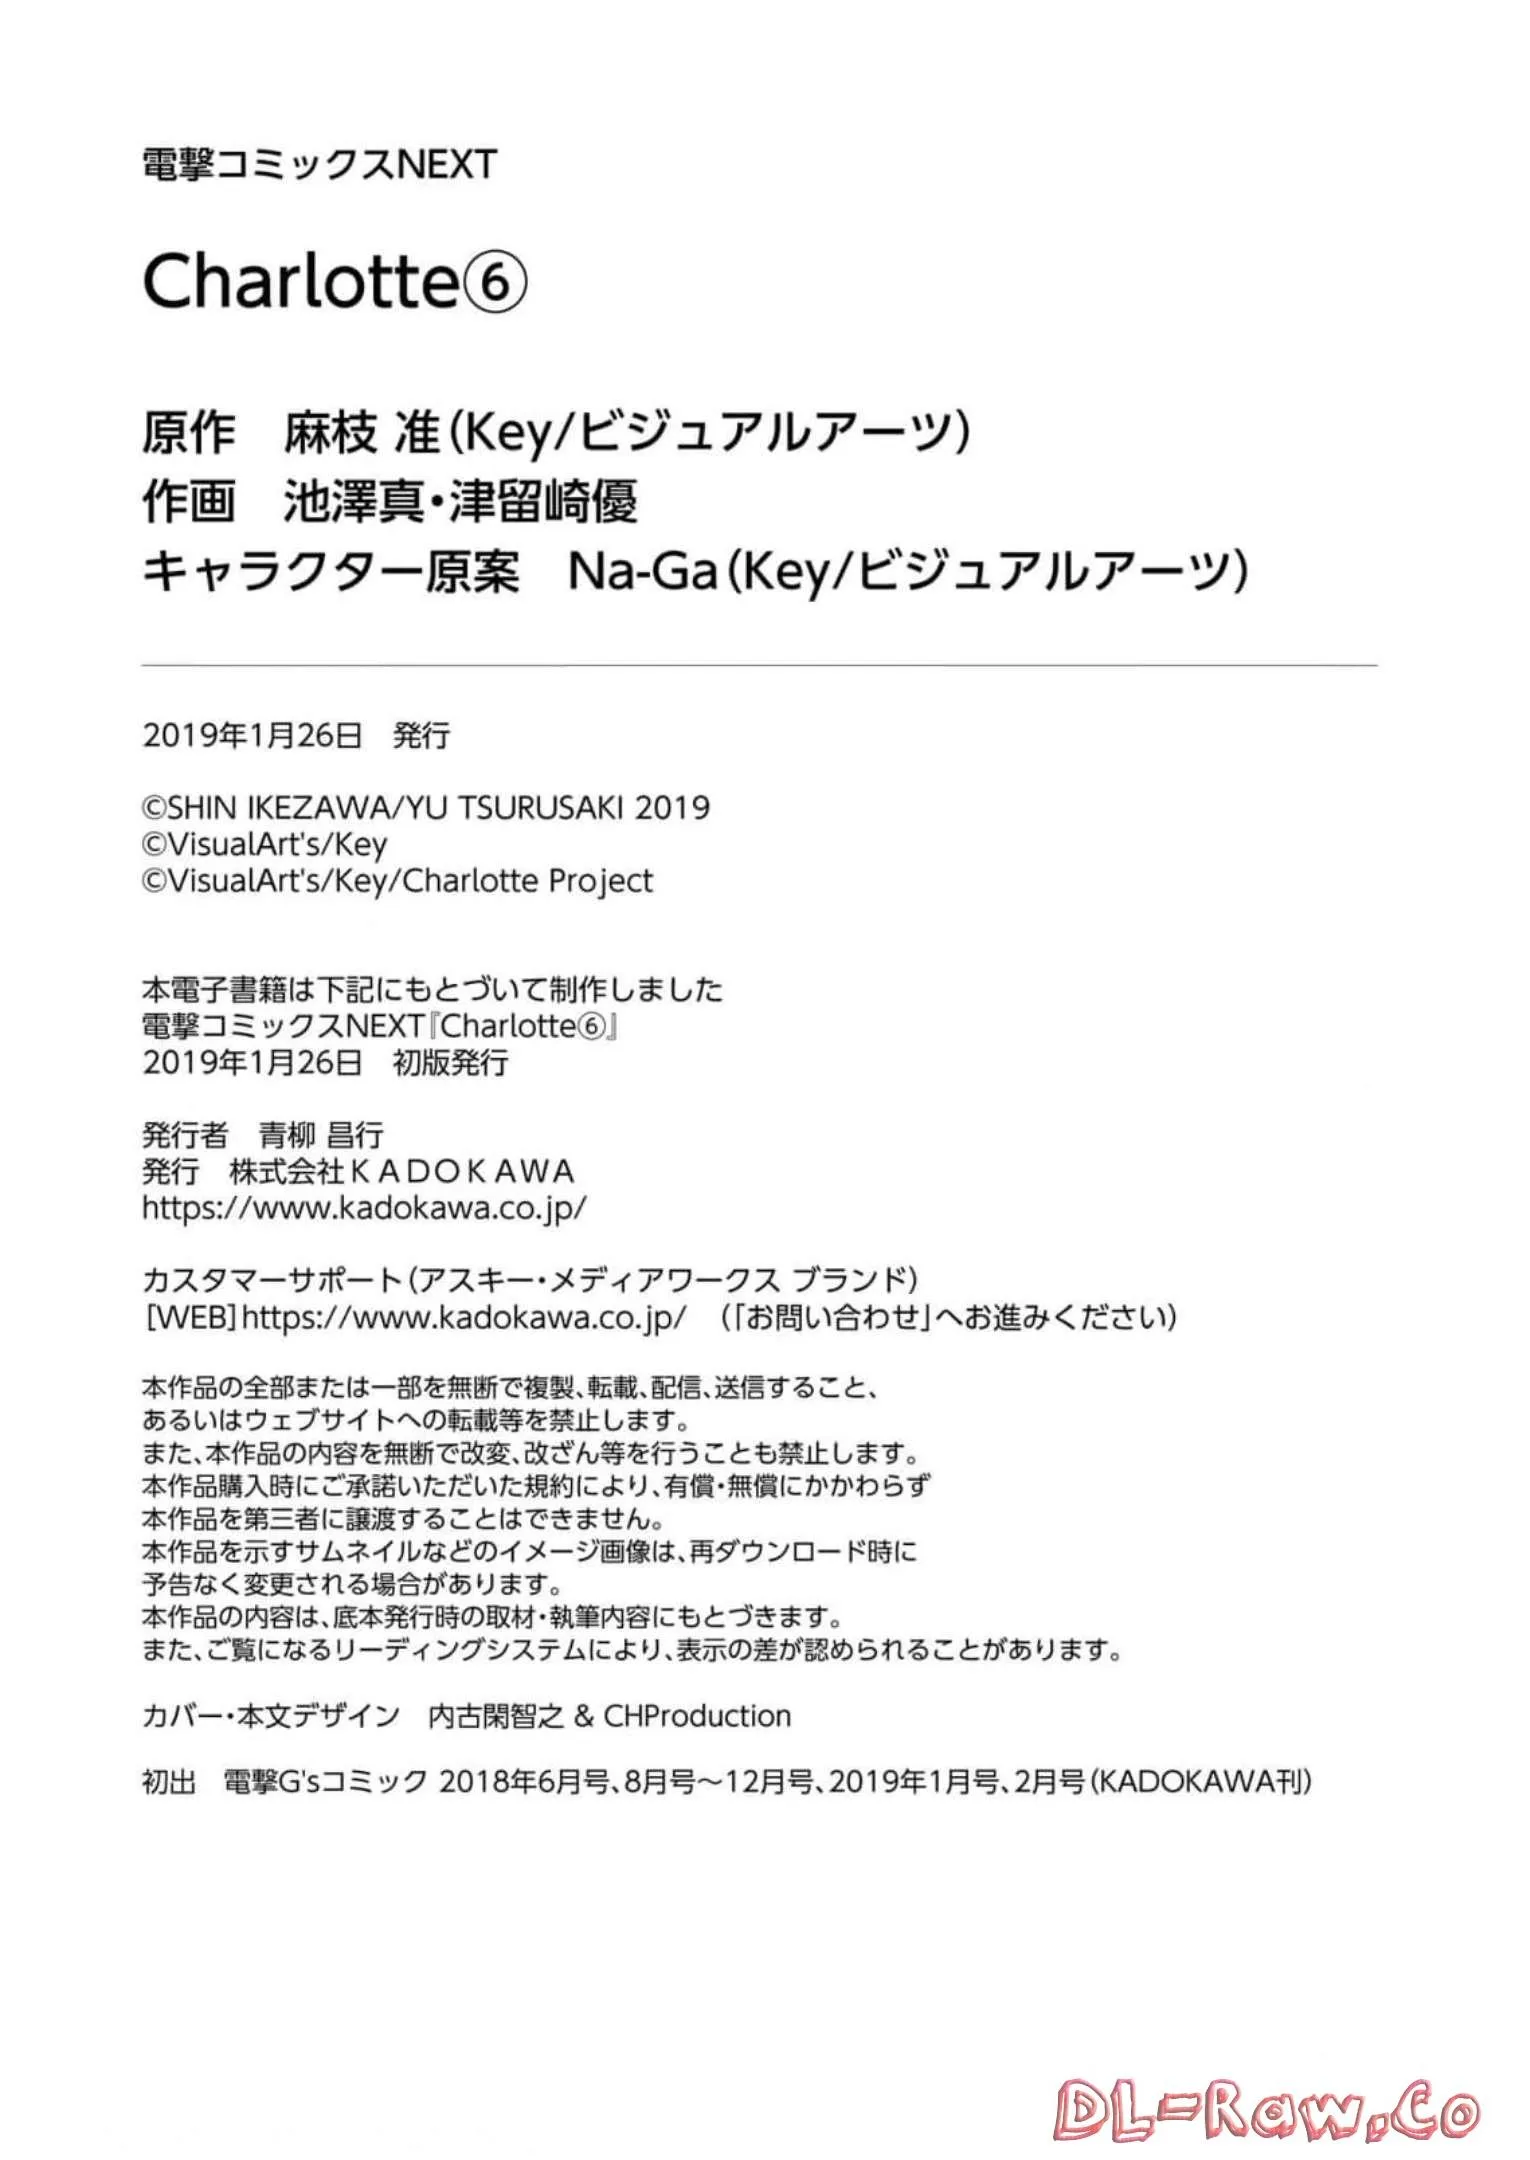 電撃コミックスNEXT
Charlotte⑥
原作　麻枝 准（Key/ビジュアルアーツ）
作画　池澤真・津留崎優
キャラクター原案　Na-Ga（Key/ビジュアルアーツ）
2019年1月26日　発行
©SHIN IKEZAWA/YU TSURUSAKI 2019
©VisualArt's/Key
©VisualArt's/Key/Charlotte Project
本電子書籍は下記にもとづいて制作しました
電撃コミックスNEXT『Charlotte⑥』
2019年1月26日　初版発行
発行者　青柳 昌行
発行　株式会社ＫＡＤＯＫＡＷＡ
https://www.kadokawa.co.jp/
カスタマーサポート（アスキー・メディアワークス ブランド）
［WEB］https://www.kadokawa.co.jp/　（「お問い合わせ」へお進みください）
本作品の全部または一部を無断で複製、転載、配信、送信すること、
あるいはウェブサイトへの転載等を禁止します。
また、本作品の内容を無断で改変、改ざん等を行うことも禁止します。
本作品購入時にご承諾いただいた規約により、有償・無償にかかわらず
本作品を第三者に譲渡することはできません。
本作品を示すサムネイルなどのイメージ画像は、再ダウンロード時に
予告なく変更される場合があります。
本作品の内容は、底本発行時の取材・執筆内容にもとづきます。
また、ご覧になるリーディングシステムにより、表示の差が認められることがあります。
カバー・本文デザイン　内古閑智之 & CHProduction
初出　電撃G'sコミック 2018年6月号、8月号～12月号、2019年1月号、2月号（KADOKAWA刊）
DL-Raw.Co